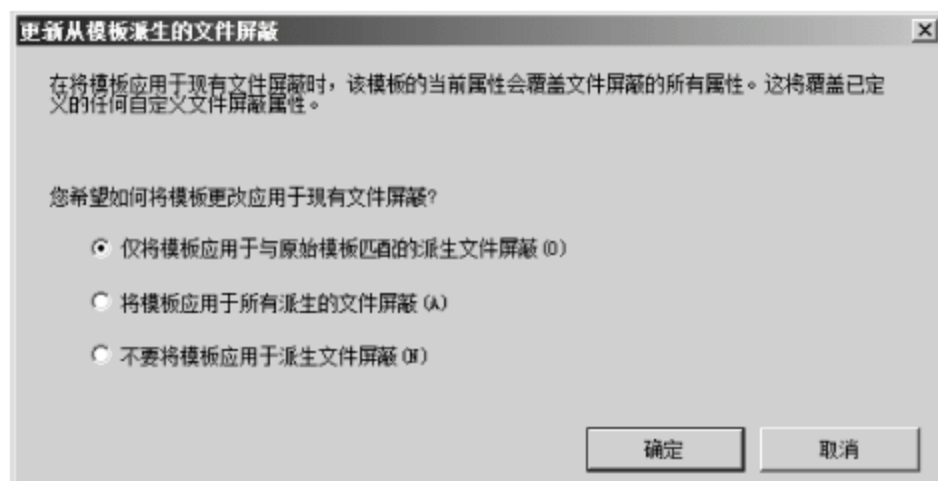 更新从模板派生的文件屏蔽
在将模板应用于现有文件屏蔽时，该模板的当前属性会覆盖文件屏蔽的所有属性。这将覆盖已定
义的任何自定义文件屏蔽属性。
您希望如何将模板更改应用于现有文件屏蔽?
仅将模板应用于与原始模板匹配的派生文件屏蔽(O)
将模板应用于所有派生的文件屏蔽(A)
不要将模板应用于派生文件屏蔽(N)
确定
取消